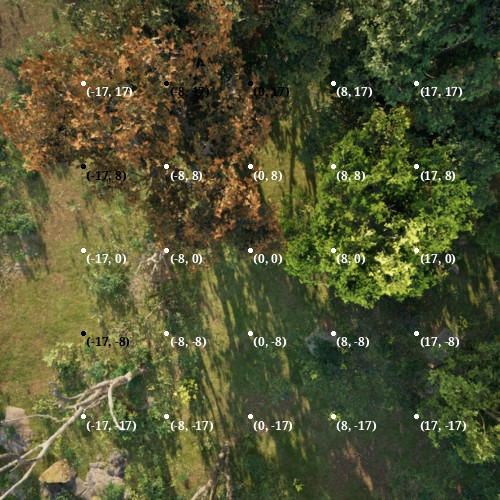 A
(-17, 17) (-8, 17) (0, 17) (8, 17) (17, 17)
(-17, 8) (-8, 8) (0, 8) (8, 8) (17, 8)
(-17, 0) (-8, 0) (0, 0) (8, 0) (17, 0)
(-17, -8) (-8, -8) (0, -8) (8, -8) (17, -8)
(-17, -17) (-8, -17) (0, -17) (8, -17) (17, -17)